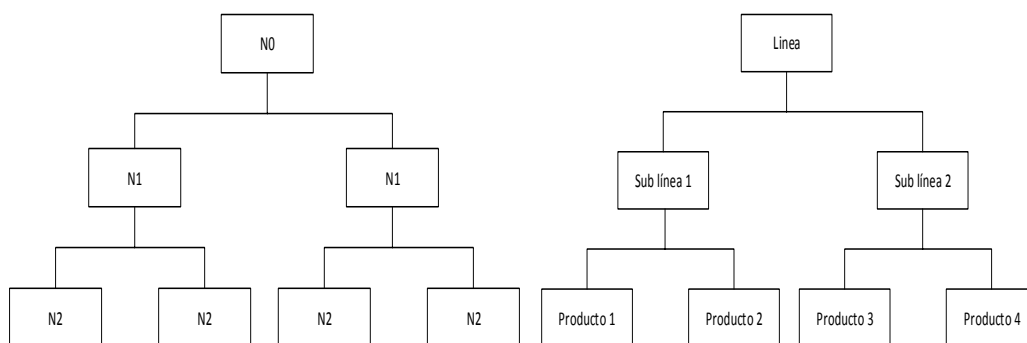 N0
N1
N1
N2
N2
N2
N2
Linea
Sub línea 1
Sub línea 2
Producto 1
Producto 2
Producto 3
Producto 4